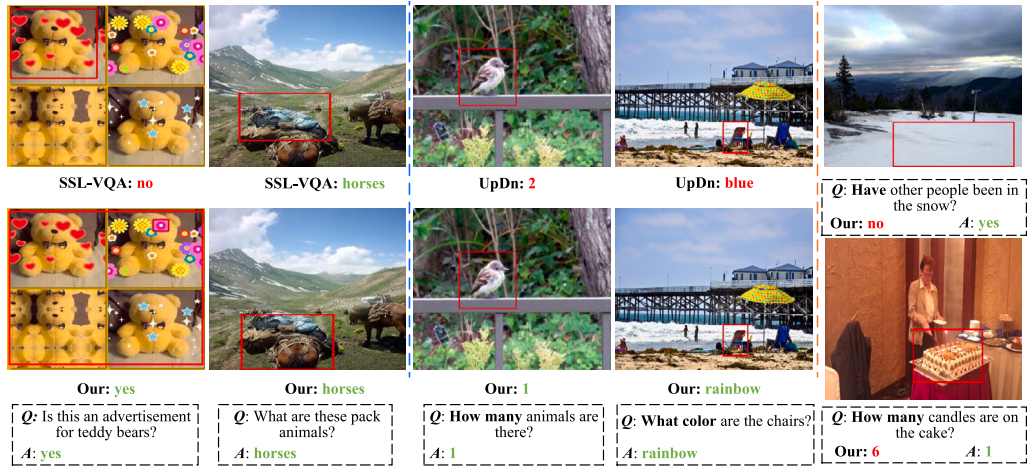 SSL-VQA: no
SSL-VQA: horses
UpDn: 2
UpDn: blue
Q: Have other people been in
the snow?
Our: no A: yes
Our: yes
Our: horses
Our: 1
Our: rainbow
Q: Is this an advertisement
for teddy bears?
A: yes
Q: What are these pack
animals?
A: horses
Q: How many animals are
there?
A: 1
Q: What color are the chairs?
A: rainbow
Q: How many candles are on
the cake?
Our: 6 A: 1